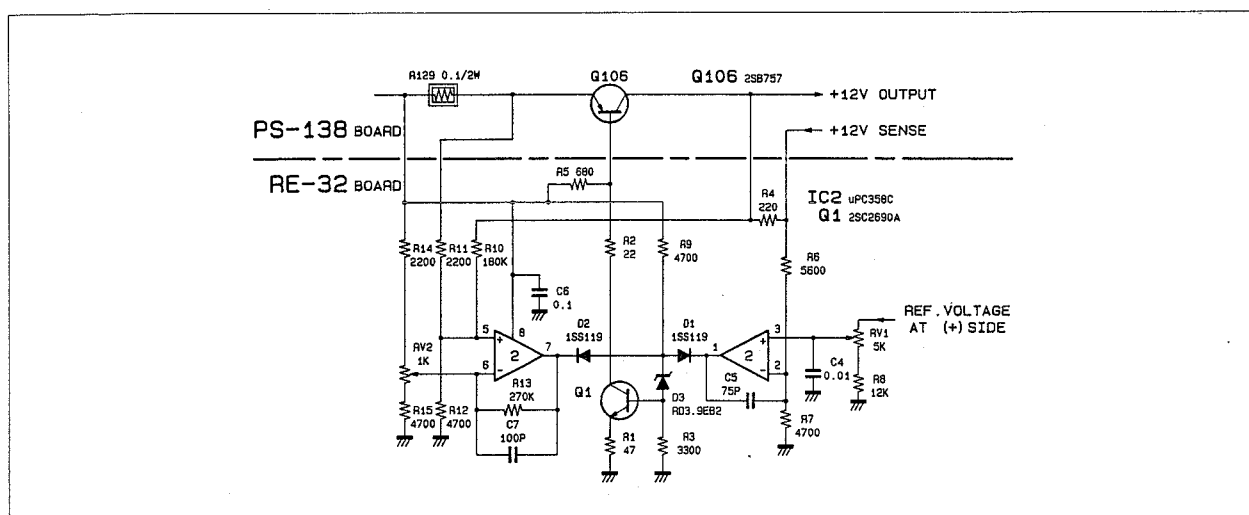 R129 0.1/2W
Q106
Q106 2SB757
+12V OUTPUT
PS-138 BOARD
+12V SENSE
RE-32 BOARD
R5 680
R4
220
IC2 uPC358C
Q1 2SC2690A
R14
2200
R11
2200
R10
180K
R2
22
R9
4700
R6
5600
C6
0.1
D2
1SS119
D1
1SS119
REF.VOLTAGE
AT (+) SIDE
RV1
5K
5
8
+
2
7
6
-
1
2
+
3
-
2
C4
0.01
RV2
1K
R8
12K
C5
75P
R13
270K
Q1
D3
RD3.9EB2
R15
4700
R12
4700
C7
100P
R1
47
R3
3300
R7
4700